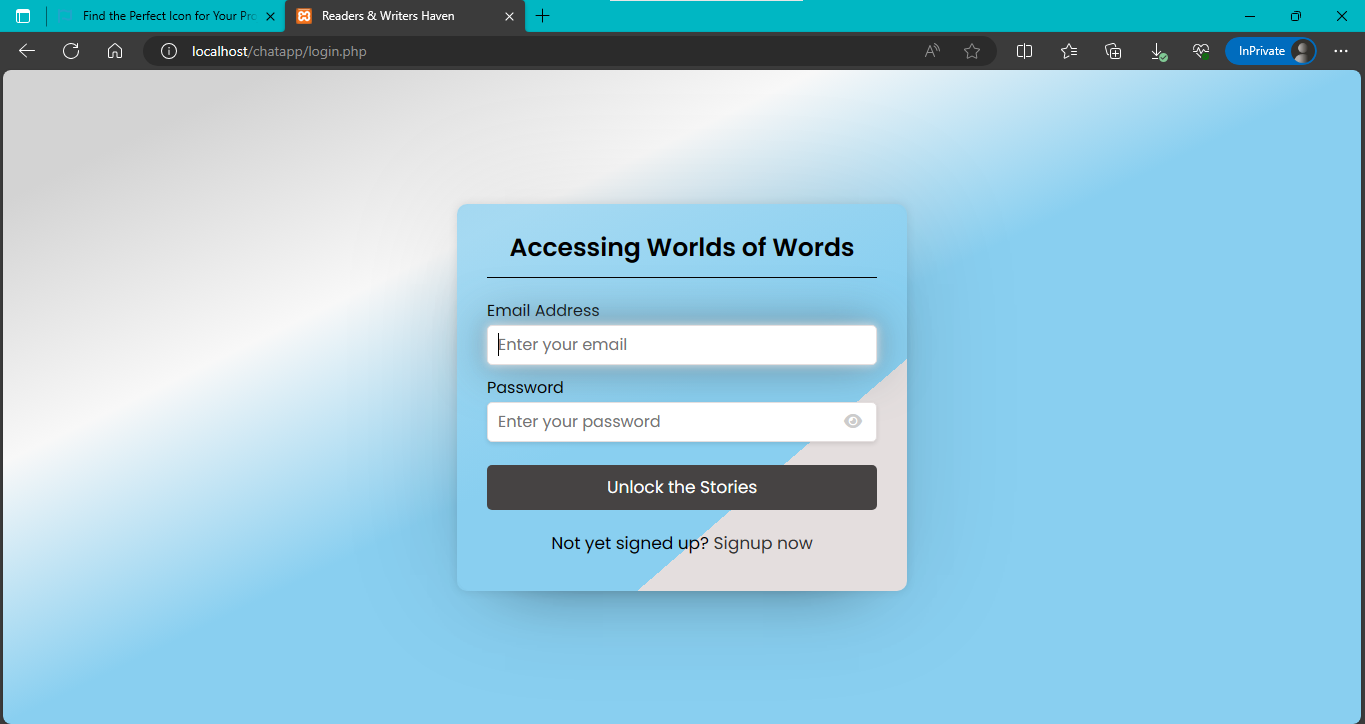 Find the Perfect Icon for Your Pro
Readers & Writers Haven
localhost/chatapp/login.php
InPrivate
Accessing Worlds of Words
Email Address
Enter your email
Password
Enter your password
Unlock the Stories
Not yet signed up? Signup now